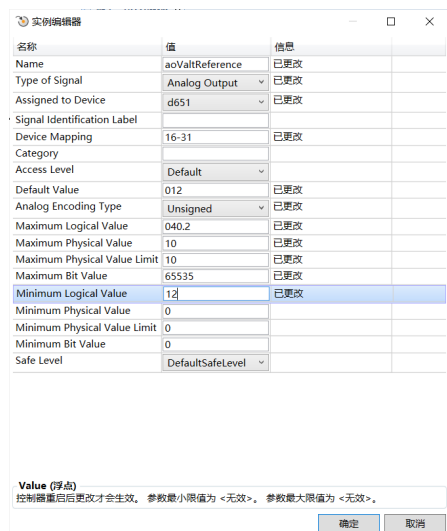 实例编辑器
名称 值 信息
Name aoValtReference 已更改
Type of Signal Analog Output 已更改
Assigned to Device d651 已更改
Signal Identification Label
Device Mapping 16-31 已更改
Category
Access Level Default
Default Value 012 已更改
Analog Encoding Type Unsigned 已更改
Maximum Logical Value 040.2 已更改
Maximum Physical Value 10 已更改
Maximum Physical Value Limit 10 已更改
Maximum Bit Value 65535 已更改
Minimum Logical Value 12 已更改
Minimum Physical Value 0
Minimum Physical Value Limit 0
Minimum Bit Value 0
Safe Level DefaultSafeLevel
Value (浮点)
控制器重启后更改才会生效。 参数最小限值为 <无效>。 参数最大限值为 <无效>。
确定 取消